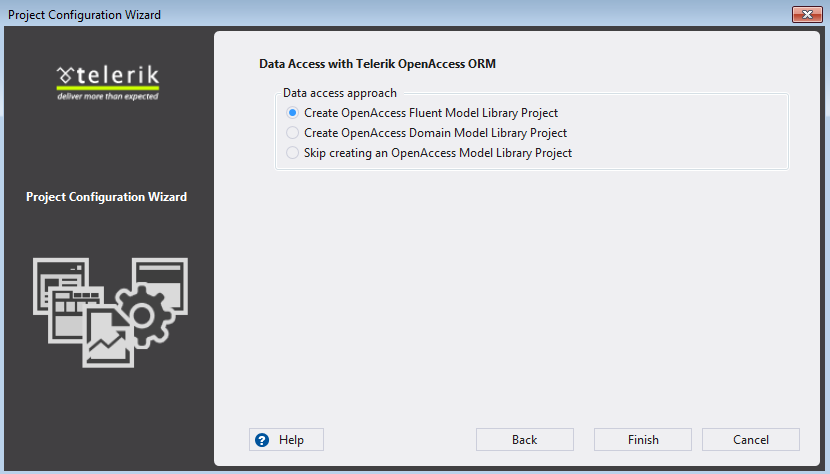 Project Configuration Wizard
telerik
deliver more than expected
Project Configuration Wizard
Data Access with Telerik OpenAccess ORM
Data access approach
Create OpenAccess Fluent Model Library Project
Create OpenAccess Domain Model Library Project
Skip creating an OpenAccess Model Library Project
? Help
Back
Finish
Cancel